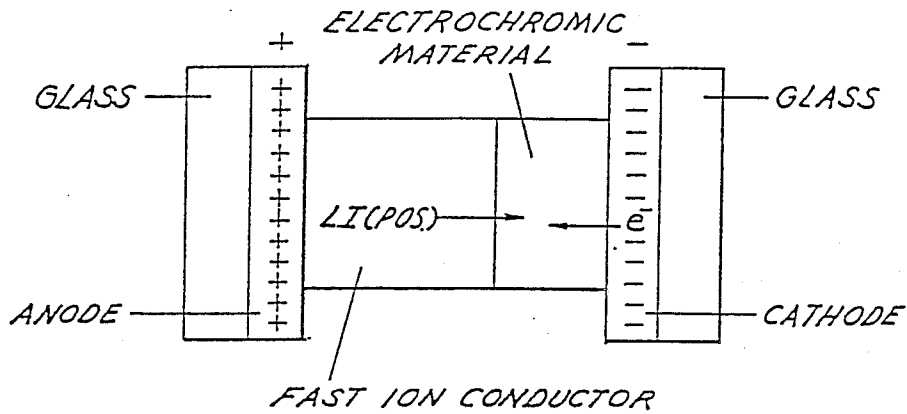 ELECTROCHROMIC
MATERIAL
+
−
GLASS
GLASS
LI(POS.)
e'
ANODE
CATHODE
FAST ION CONDUCTOR